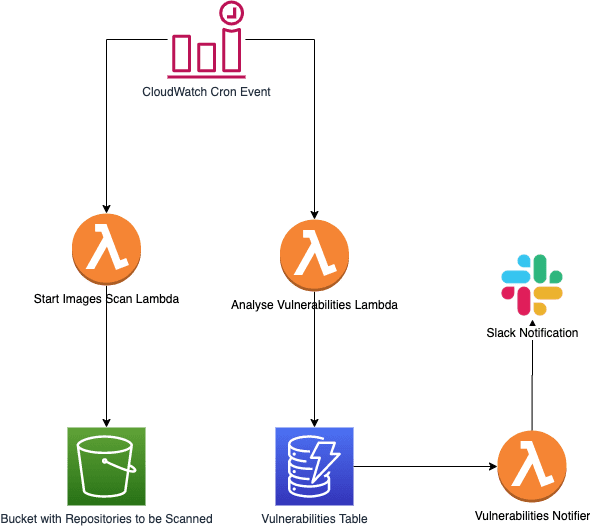 CloudWatch Cron Event
Start Images Scan Lambda
Analyse Vulnerabilities Lambda
Slack Notification
Bucket with Repositories to be Scanned
Vulnerabilities Table
Vulnerabilities Notifier